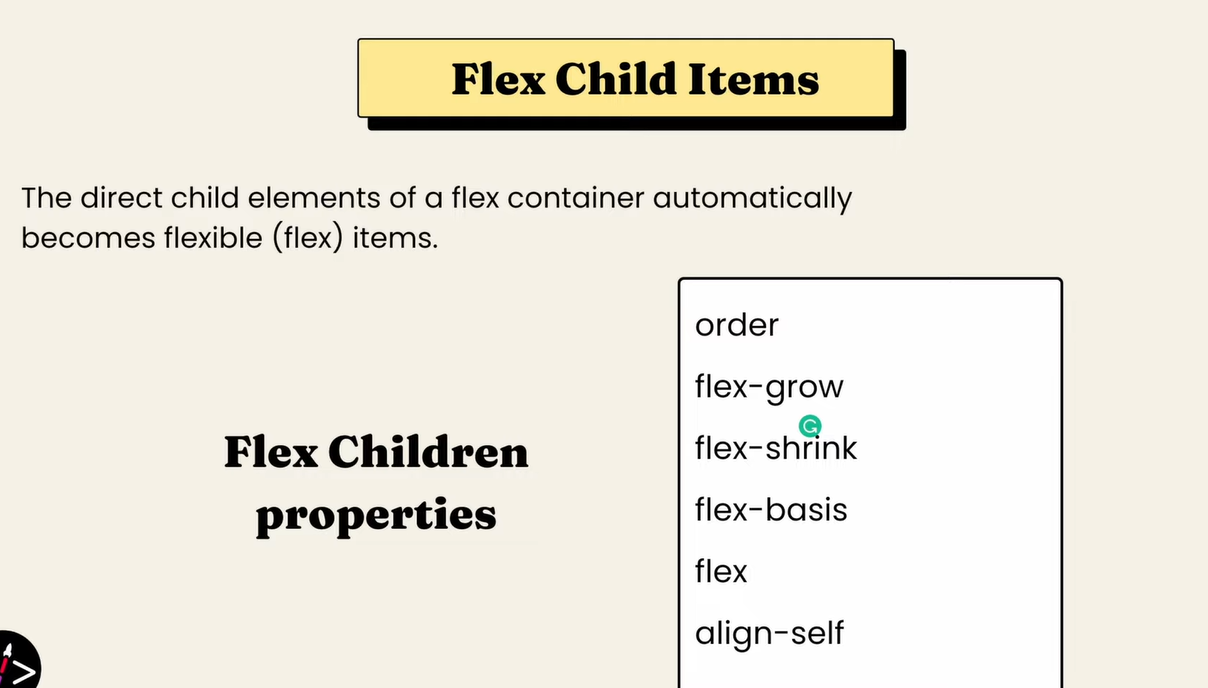 Flex Child Items
The direct child elements of a flex container automatically
becomes flexible (flex) items.
Flex Children
properties
order
flex-grow
flex-shrink
flex-basis
flex
align-self